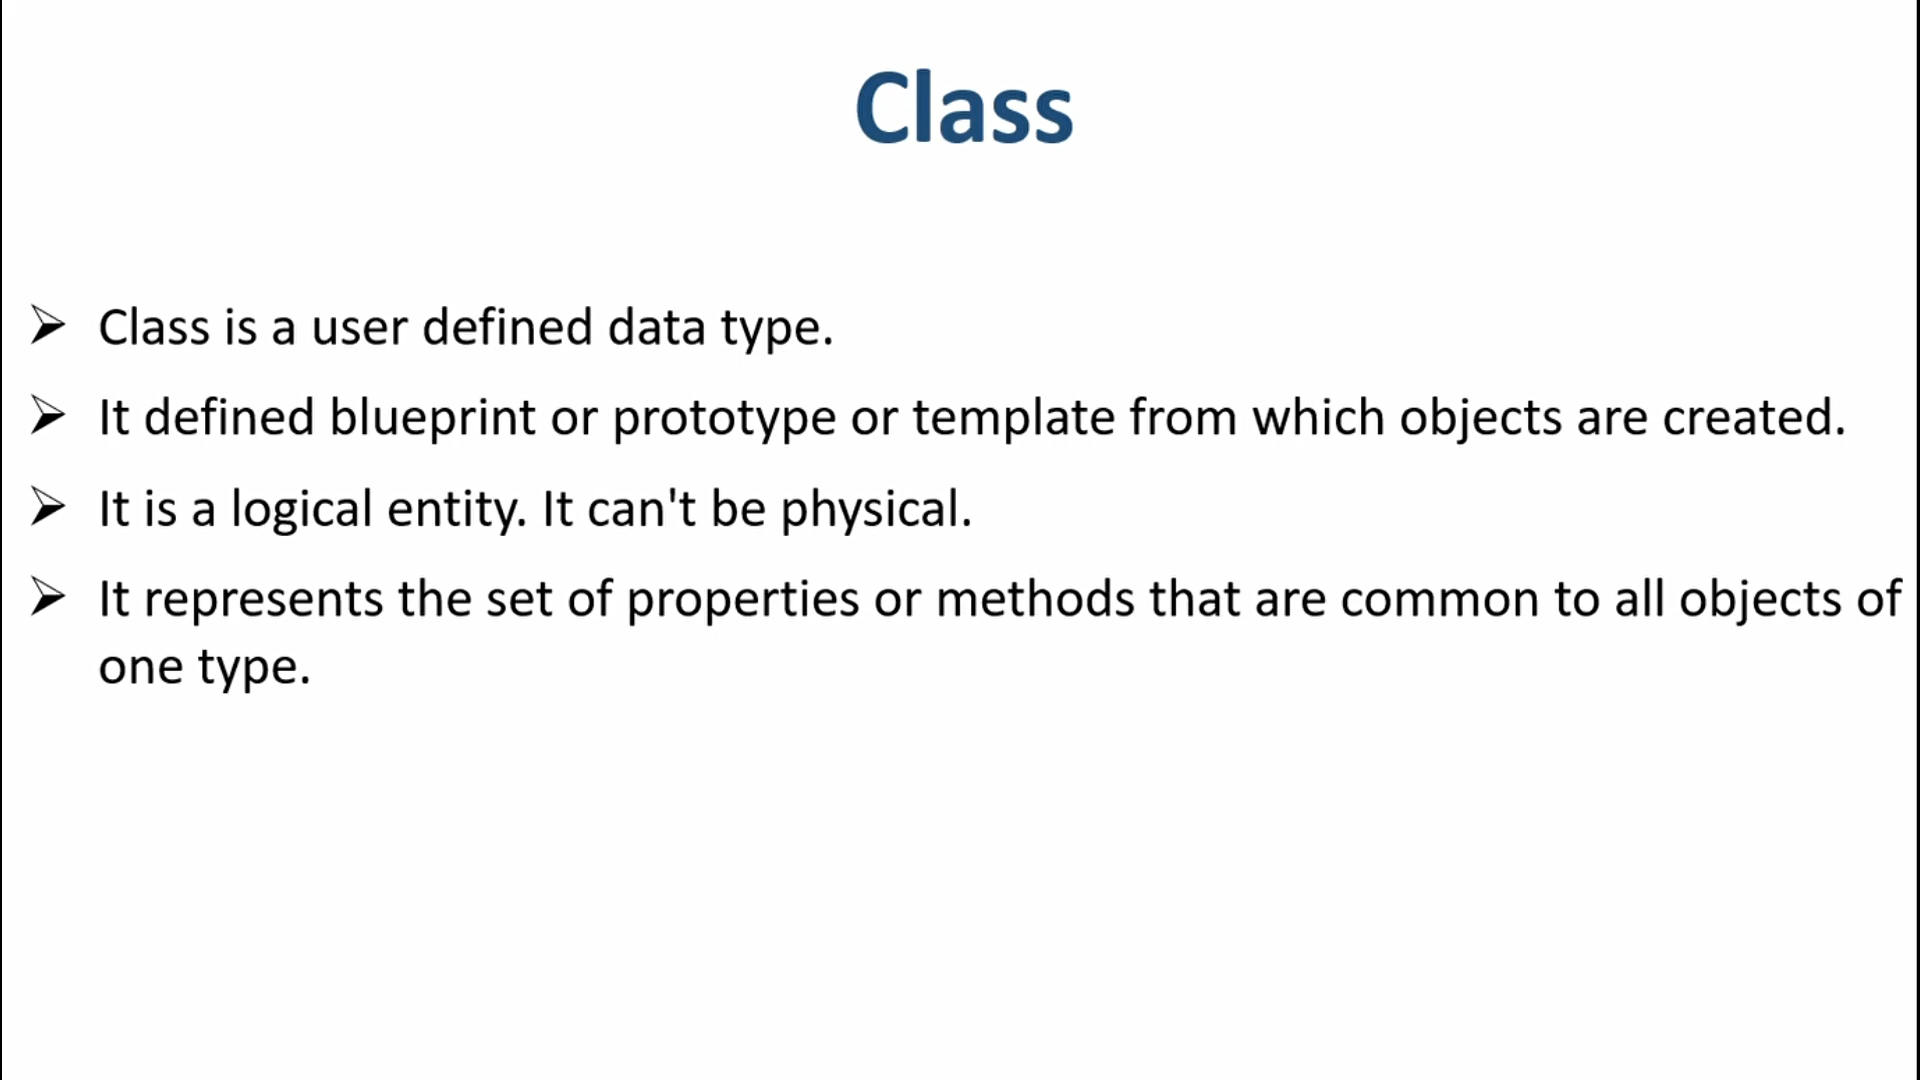 Class
➢ Class is a user defined data type.
➢ It defined blueprint or prototype or template from which objects are created.
➢ It is a logical entity. It can't be physical.
➢ It represents the set of properties or methods that are common to all objects of
one type.